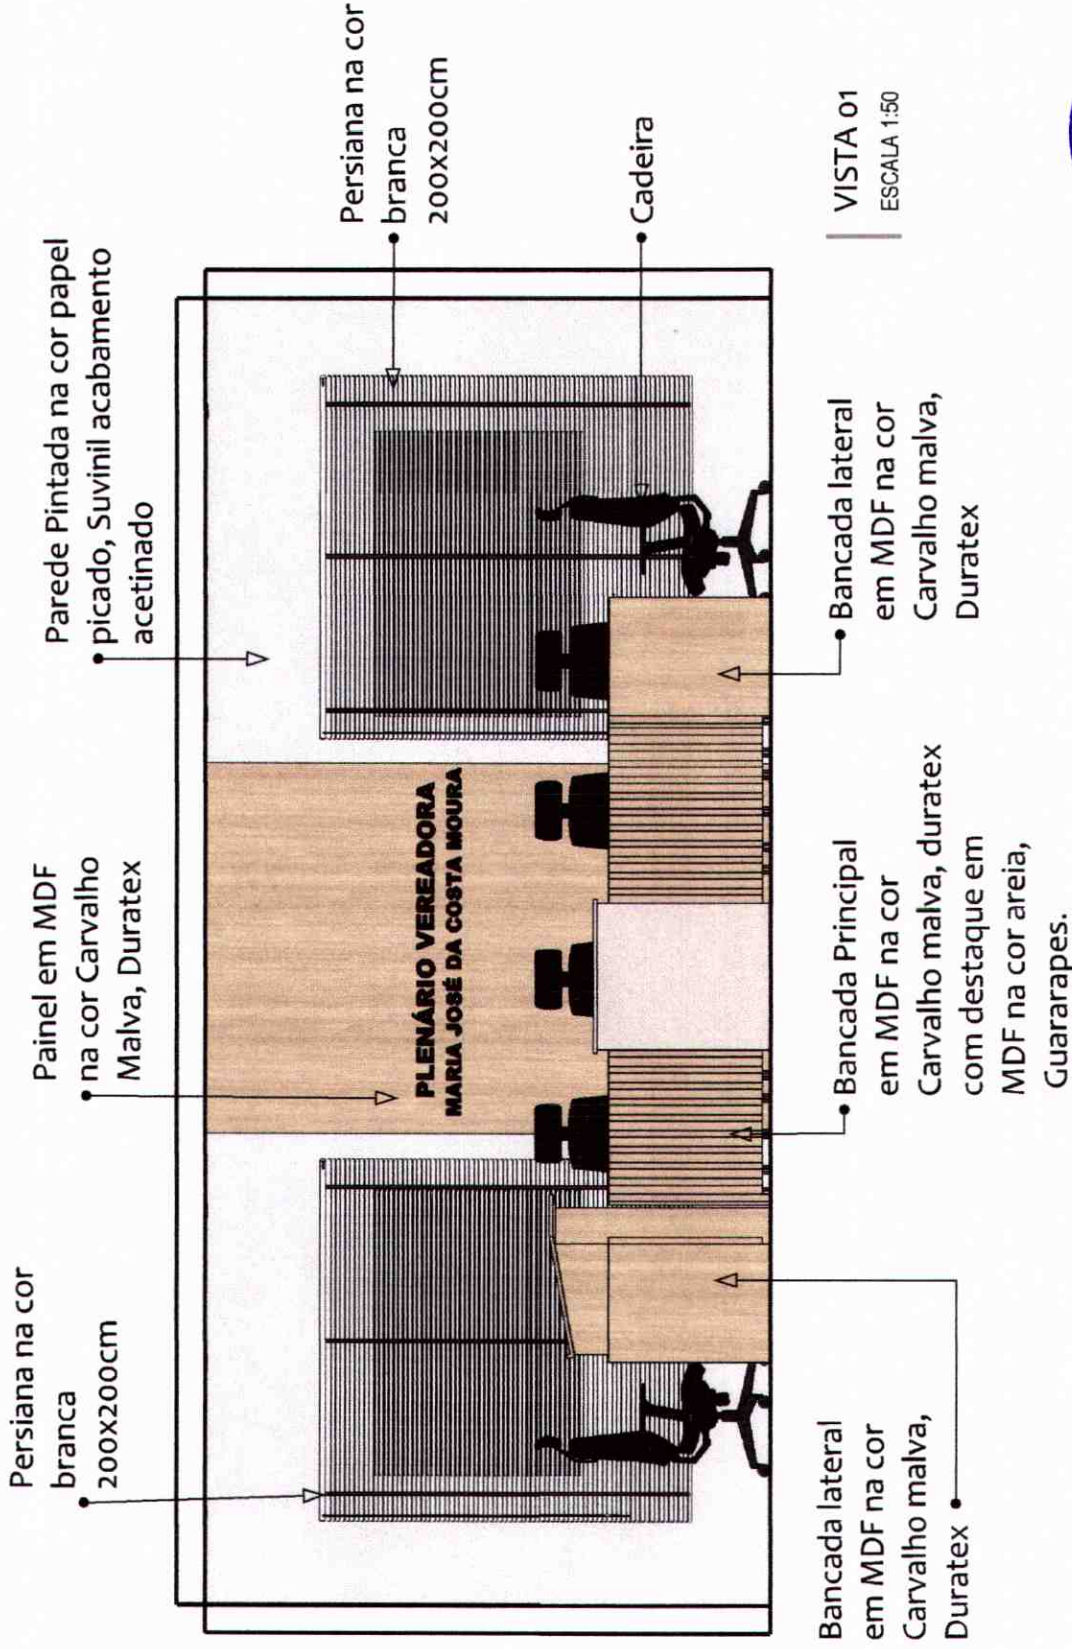 Persiana na cor
branca
200x200cm
Painel em MDF
na cor Carvalho
Malva, Duratex
Parede Pintada na cor papel
picado, Suvinil acabamento
acetinado
Persiana na cor
branca
200x200cm
Cadeira
PLENÁRIO VEREADORA
MARIA JOSÉ DA COSTA MOURA
Bancada lateral
em MDF na cor
Carvalho malva,
Duratex
Bancada Principal
em MDF na cor
Carvalho malva, duratex
com destaque em
MDF na cor areia,
Guararapes.
Bancada lateral
em MDF na cor
Carvalho malva,
Duratex
VISTA 01
ESCALA 1:50